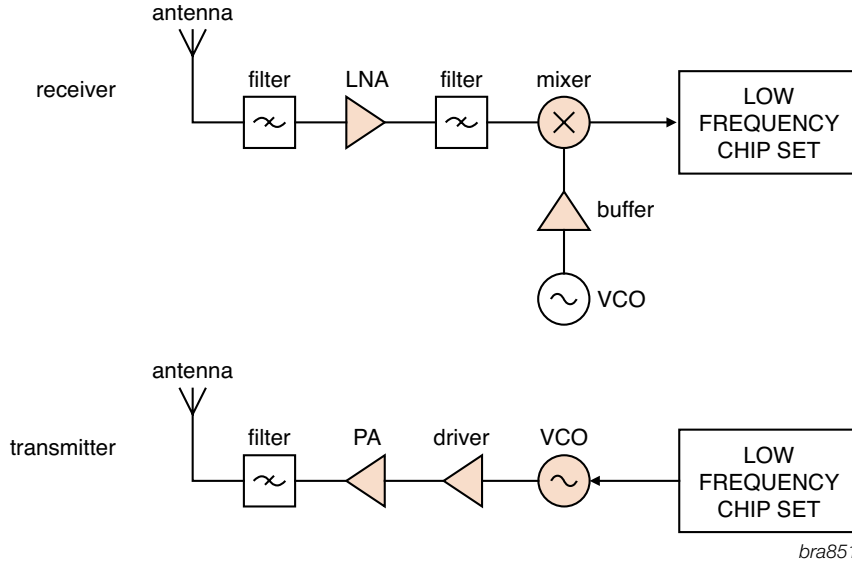 antenna
receiver
filter
LNA
filter
mixer
LOW
FREQUENCY
CHIP SET
buffer
VCO
antenna
transmitter
filter
PA
driver
VCO
LOW
FREQUENCY
CHIP SET